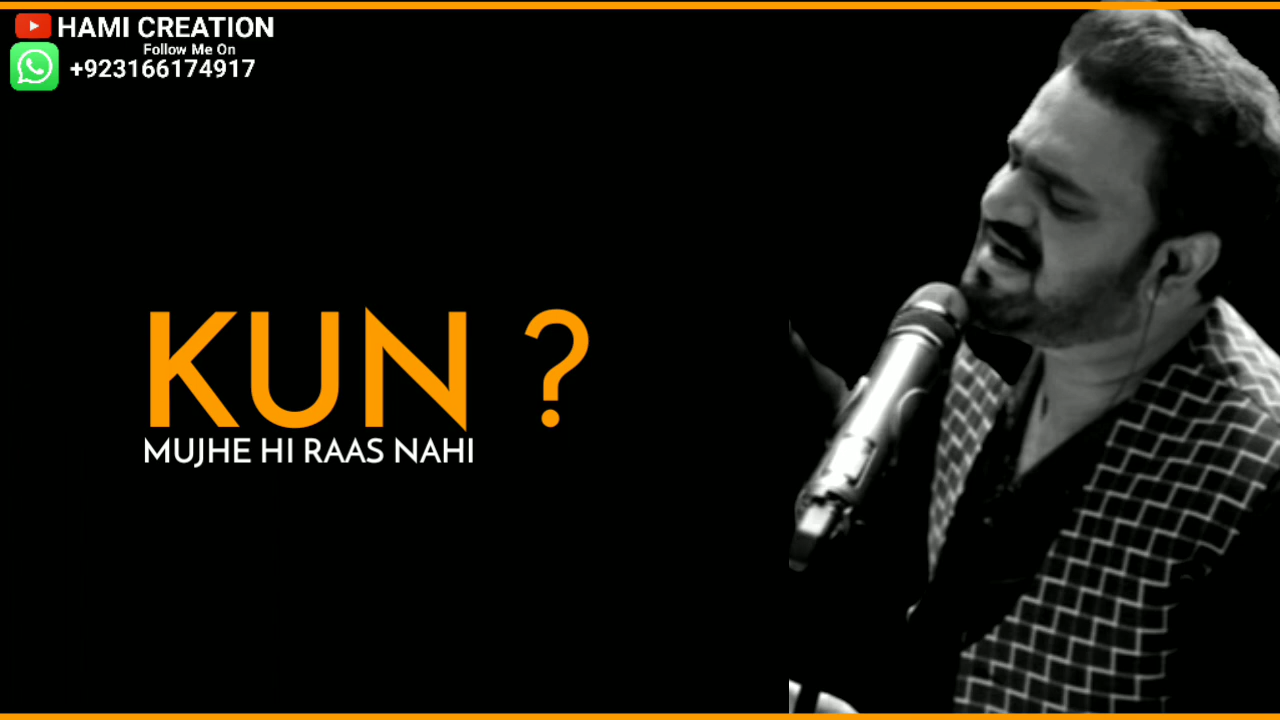 HAMI CREATION
Follow Me On
+923166174917
KUN ?
MUJHE HI RAAS NAHI